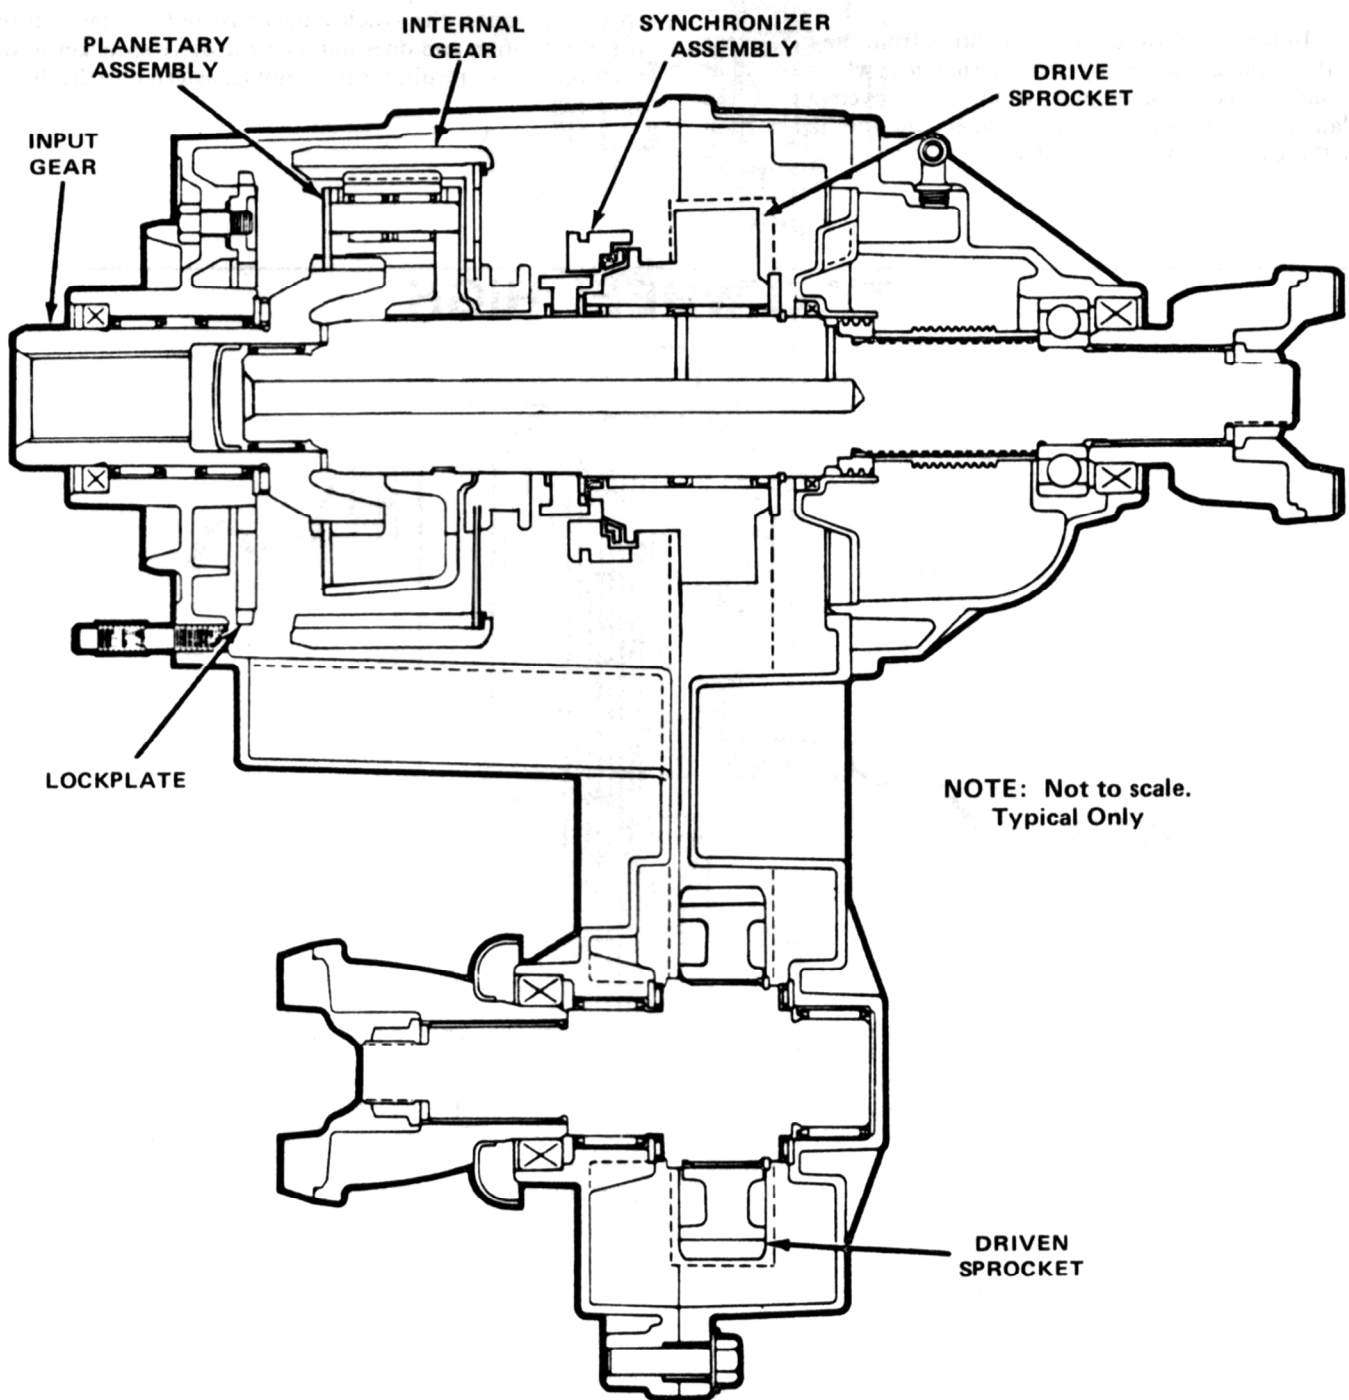 INTERNAL
GEAR
SYNCHRONIZER
ASSEMBLY
PLANETARY
ASSEMBLY
DRIVE
SPROCKET
INPUT
GEAR
LOCKPLATE
NOTE: Not to scale.
Typical Only
DRIVEN
SPROCKET